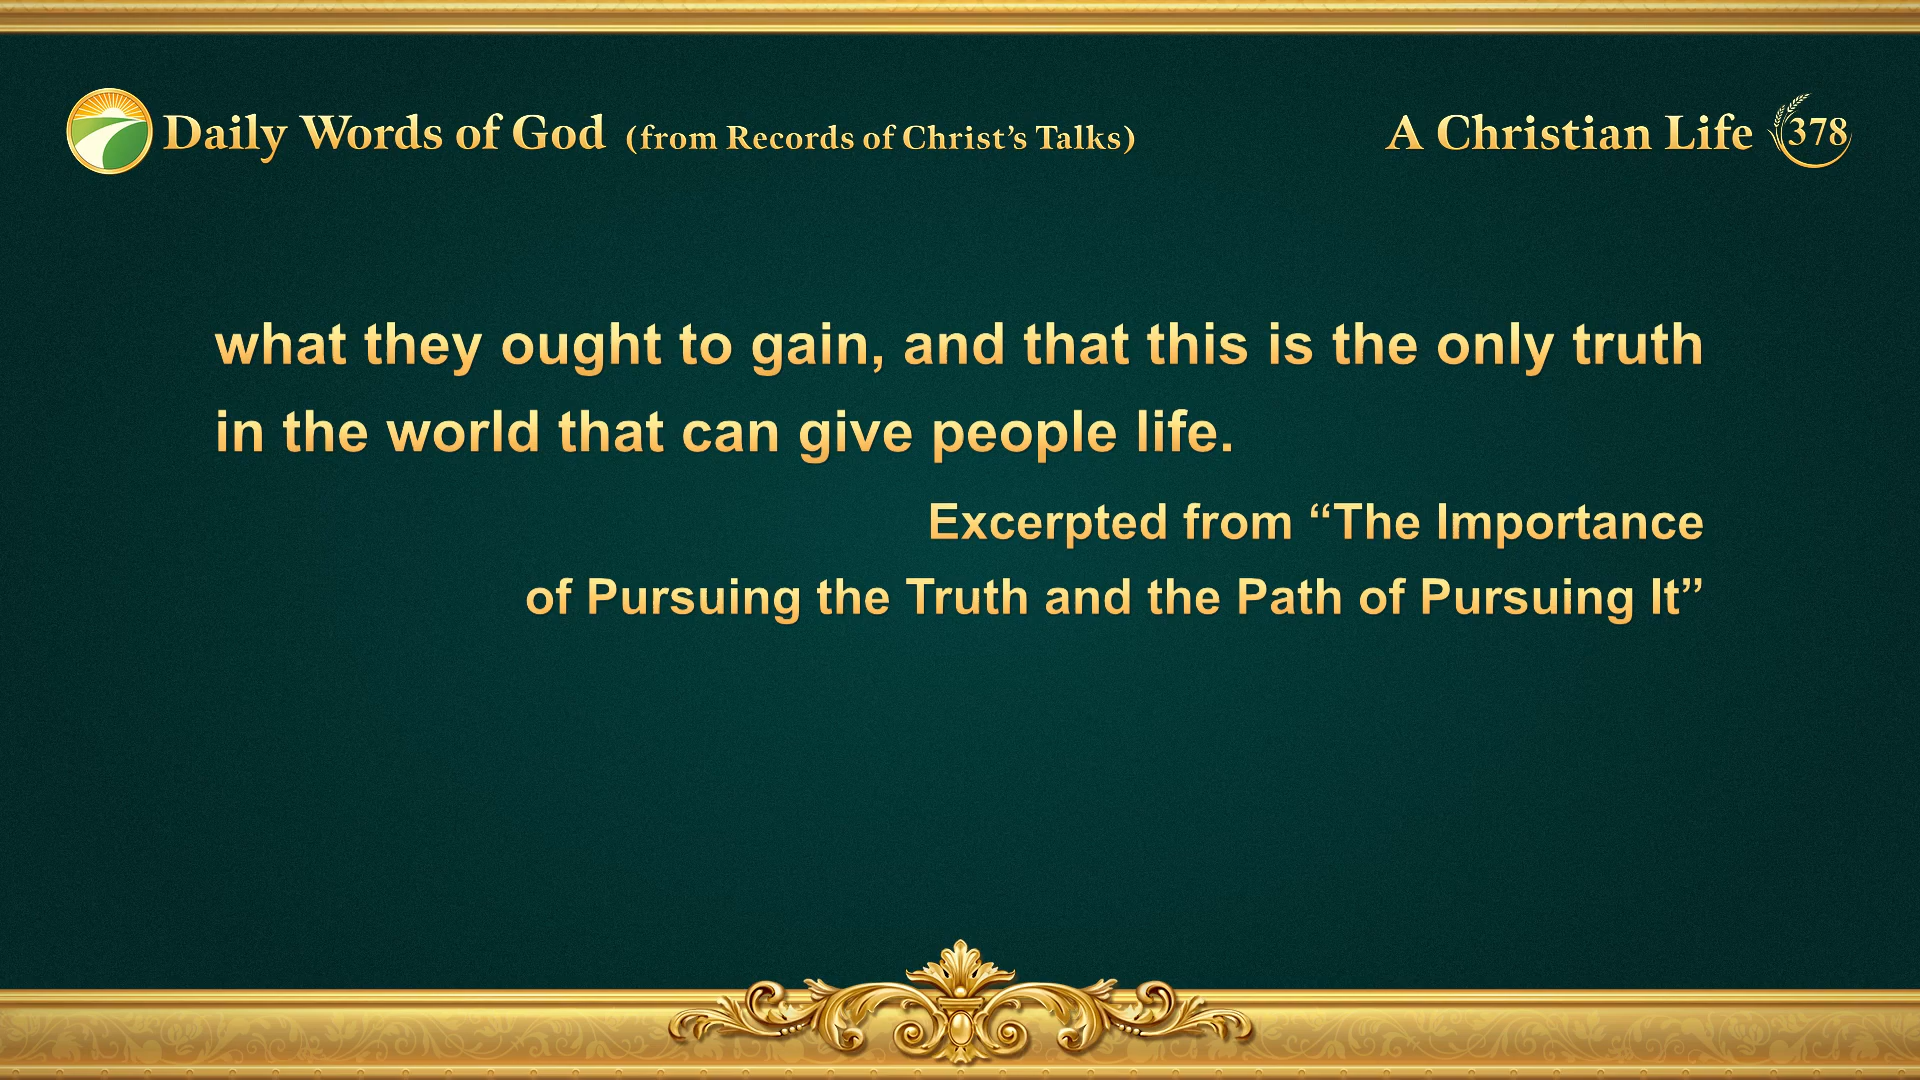 Daily Words of God (from Records of Christ’s Talks)
A Christian Life 378
what they ought to gain, and that this is the only truth
in the world that can give people life.
Excerpted from “The Importance
of Pursuing the Truth and the Path of Pursuing It”